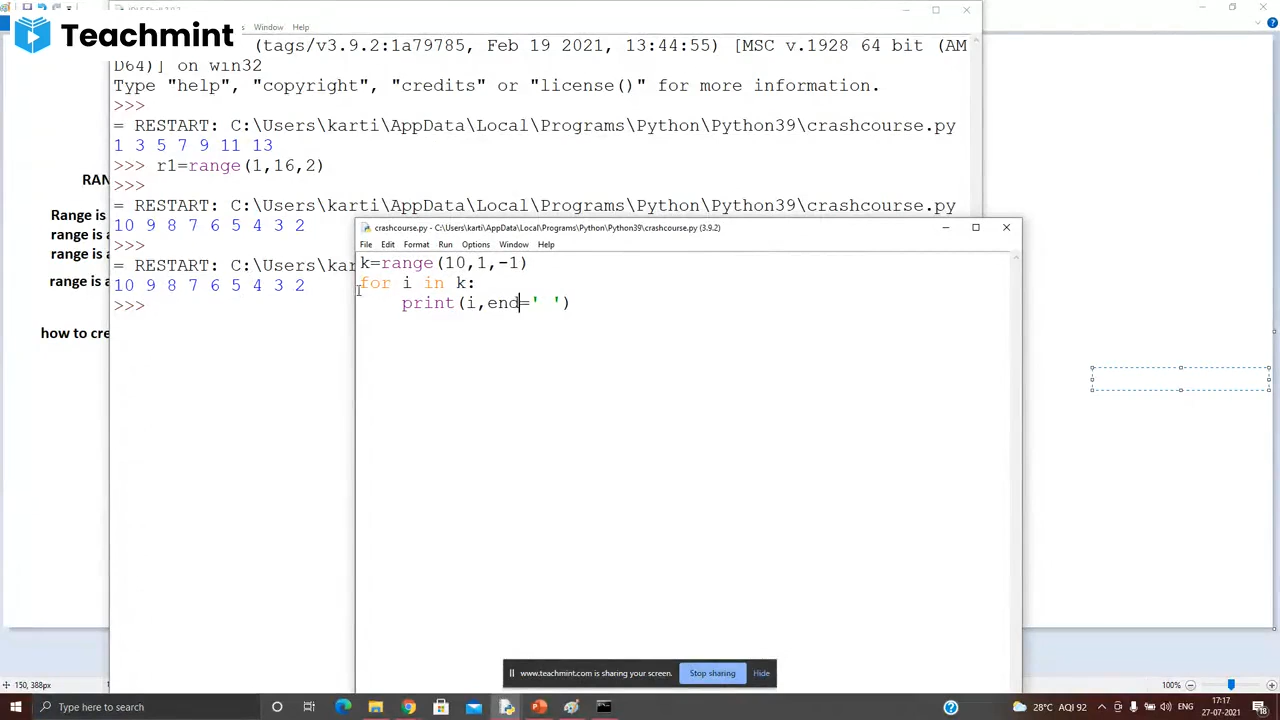 Teachmint
Window Help
(tags/v3.9.2:1a79785, Feb 19 2021, 13:44:55) [MSC v.1928 64 bit (AM
D64)] on win32
Type "help", "copyright", "credits" or "license()" for more information.
>>>
= RESTART: C:\Users\karti\AppData\Local\Programs\Python\Python39\crashcourse.py
1 3 5 7 9 11 13
>>> r1=range(1,16,2)
>>>
= RESTART: C:\Users\karti\AppData\Local\Programs\Python\Python39\crashcourse.py
10 9 8 7 6 5 4 3 2
>>>
= RESTART: C:\Users\kar
10 9 8 7 6 5 4 3 2
>>>
RAN
Range is
range is a
range is a
range is a
how to cre
crashcourse.py - C:\Users\karti\AppData\Local\Programs\Python\Python39\crashcourse.py (3.9.2)
File Edit Format Run Options Window Help
k=range(10,1,-1)
for i in k:
print(i,end=' ')
www.teachmint.com is sharing your screen. Stop sharing Hide
150, 388px
100%
Type here to search
28°C AQI 92
17:17
27-07-2021
18